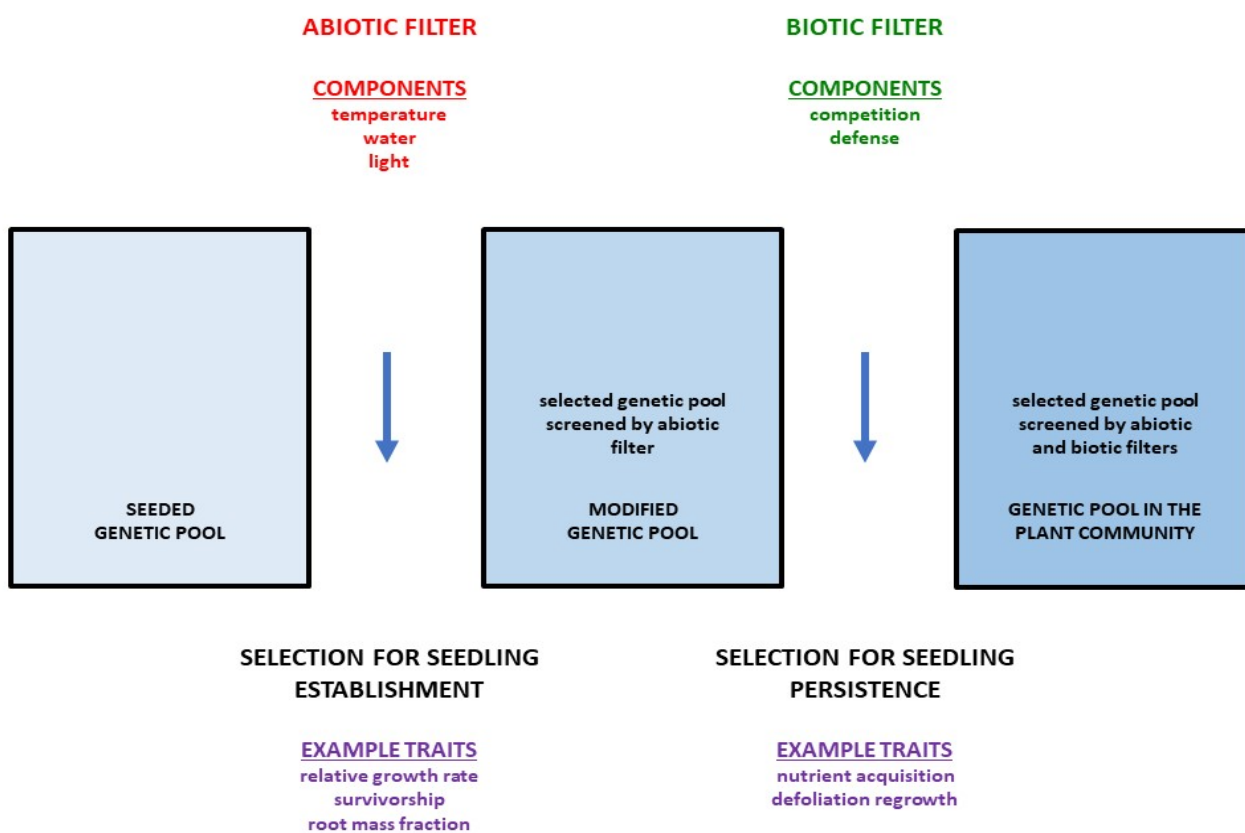 ABIOTIC FILTER
COMPONENTS
temperature
water
light
BIOTIC FILTER
COMPONENTS
competition
defense
SEEDED
GENETIC POOL
selected genetic pool
screened by abiotic
filter
MODIFIED
GENETIC POOL
selected genetic pool
screened by abiotic
and biotic filters
GENETIC POOL IN THE
PLANT COMMUNITY
SELECTION FOR SEEDLING
ESTABLISHMENT
EXAMPLE TRAITS
relative growth rate
survivorship
root mass fraction
SELECTION FOR SEEDLING
PERSISTENCE
EXAMPLE TRAITS
nutrient acquisition
defoliation regrowth